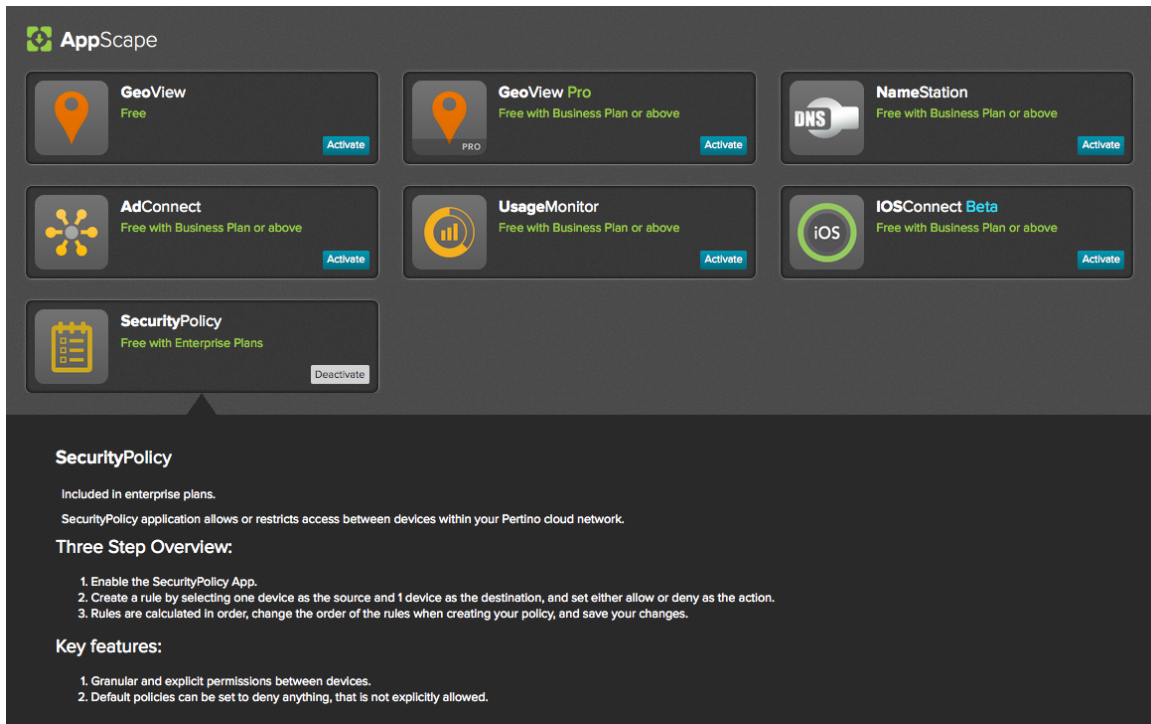 AppScape
GeoView
Free
Activate
GeoView Pro
Free with Business Plan or above
PRO
Activate
NameStation
Free with Business Plan or above
DNS
Activate
AdConnect
Free with Business Plan or above
Activate
UsageMonitor
Free with Business Plan or above
Activate
IOSConnect Beta
Free with Business Plan or above
iOS
Activate
SecurityPolicy
Free with Enterprise Plans
Deactivate
SecurityPolicy
Included in enterprise plans.
SecurityPolicy application allows or restricts access between devices within your Pertino cloud network.
Three Step Overview:
1. Enable the SecurityPolicy App.
2. Create a rule by selecting one device as the source and 1 device as the destination, and set either allow or deny as the action.
3. Rules are calculated in order, change the order of the rules when creating your policy, and save your changes.
Key features:
1. Granular and explicit permissions between devices.
2. Default policies can be set to deny anything, that is not explicitly allowed.